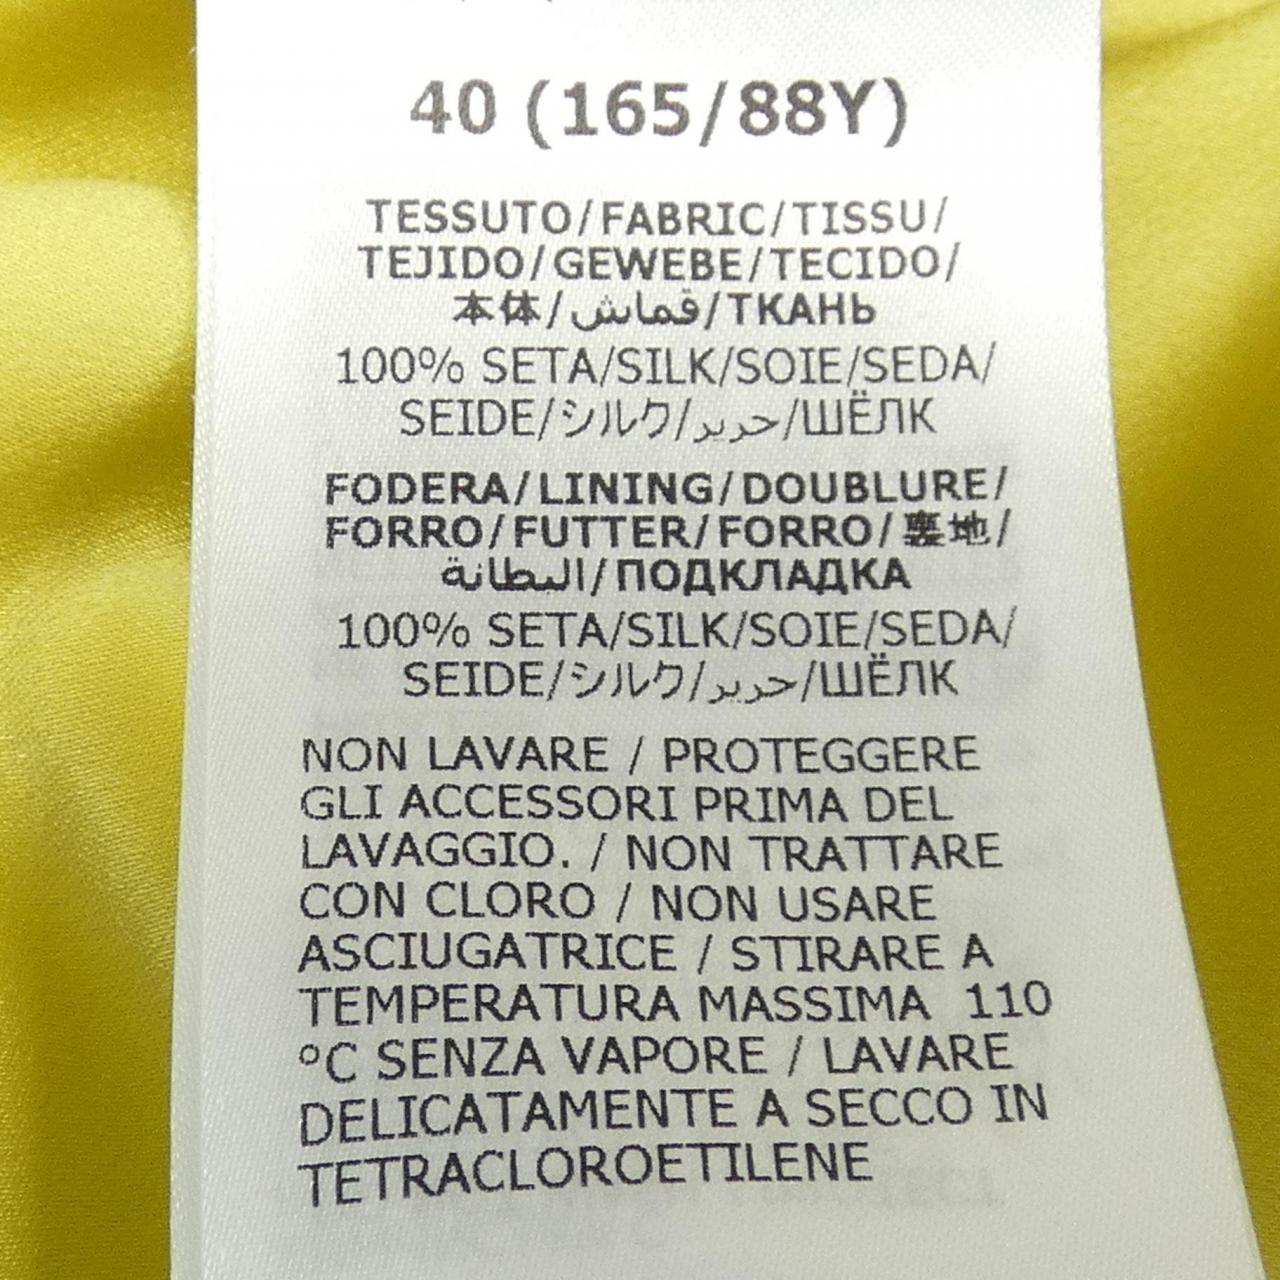 40 (165/88Y)
TESSUTO/FABRIC/TISSU/
TEJIDO/GEWEBE/TECIDO/
本体/قماش/ТКАНЬ
100% SETA/SILK/SOIE/SEDA/
SEIDE/シルク/حرير/ШЁЛК
FODERA/LINING/DOUBLURE/
FORRO/FUTTER/FORRO/裏地/
البطانة/ПОДКЛАДКА
100% SETA/SILK/SOIE/SEDA/
SEIDE/シルク/حرير/ШЁЛК
NON LAVARE / PROTEGGERE
GLI ACCESSORI PRIMA DEL
LAVAGGIO. / NON TRATTARE
CON CLORO / NON USARE
ASCIUGATRICE / STIRARE A
TEMPERATURA MASSIMA 110
°C SENZA VAPORE / LAVARE
DELICATAMENTE A SECCO IN
TETRACLOROETILENE